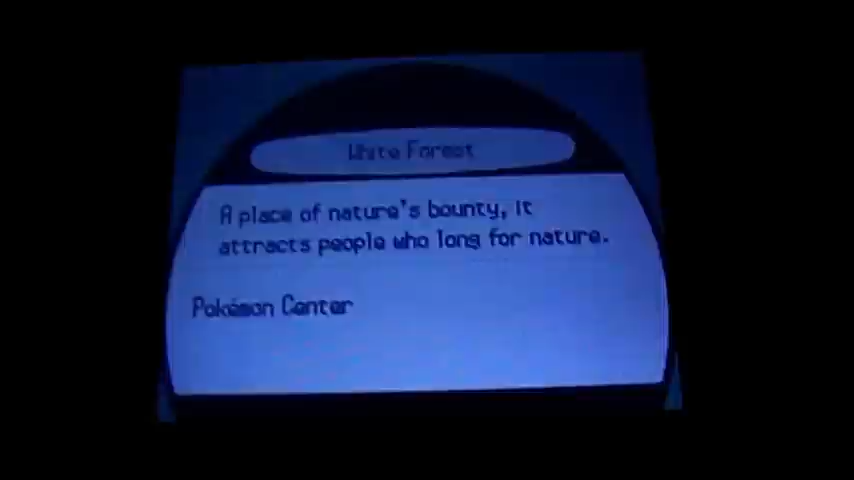 White Forest
A place of nature's bounty, it
attracts people who long for nature.
Pokémon Center